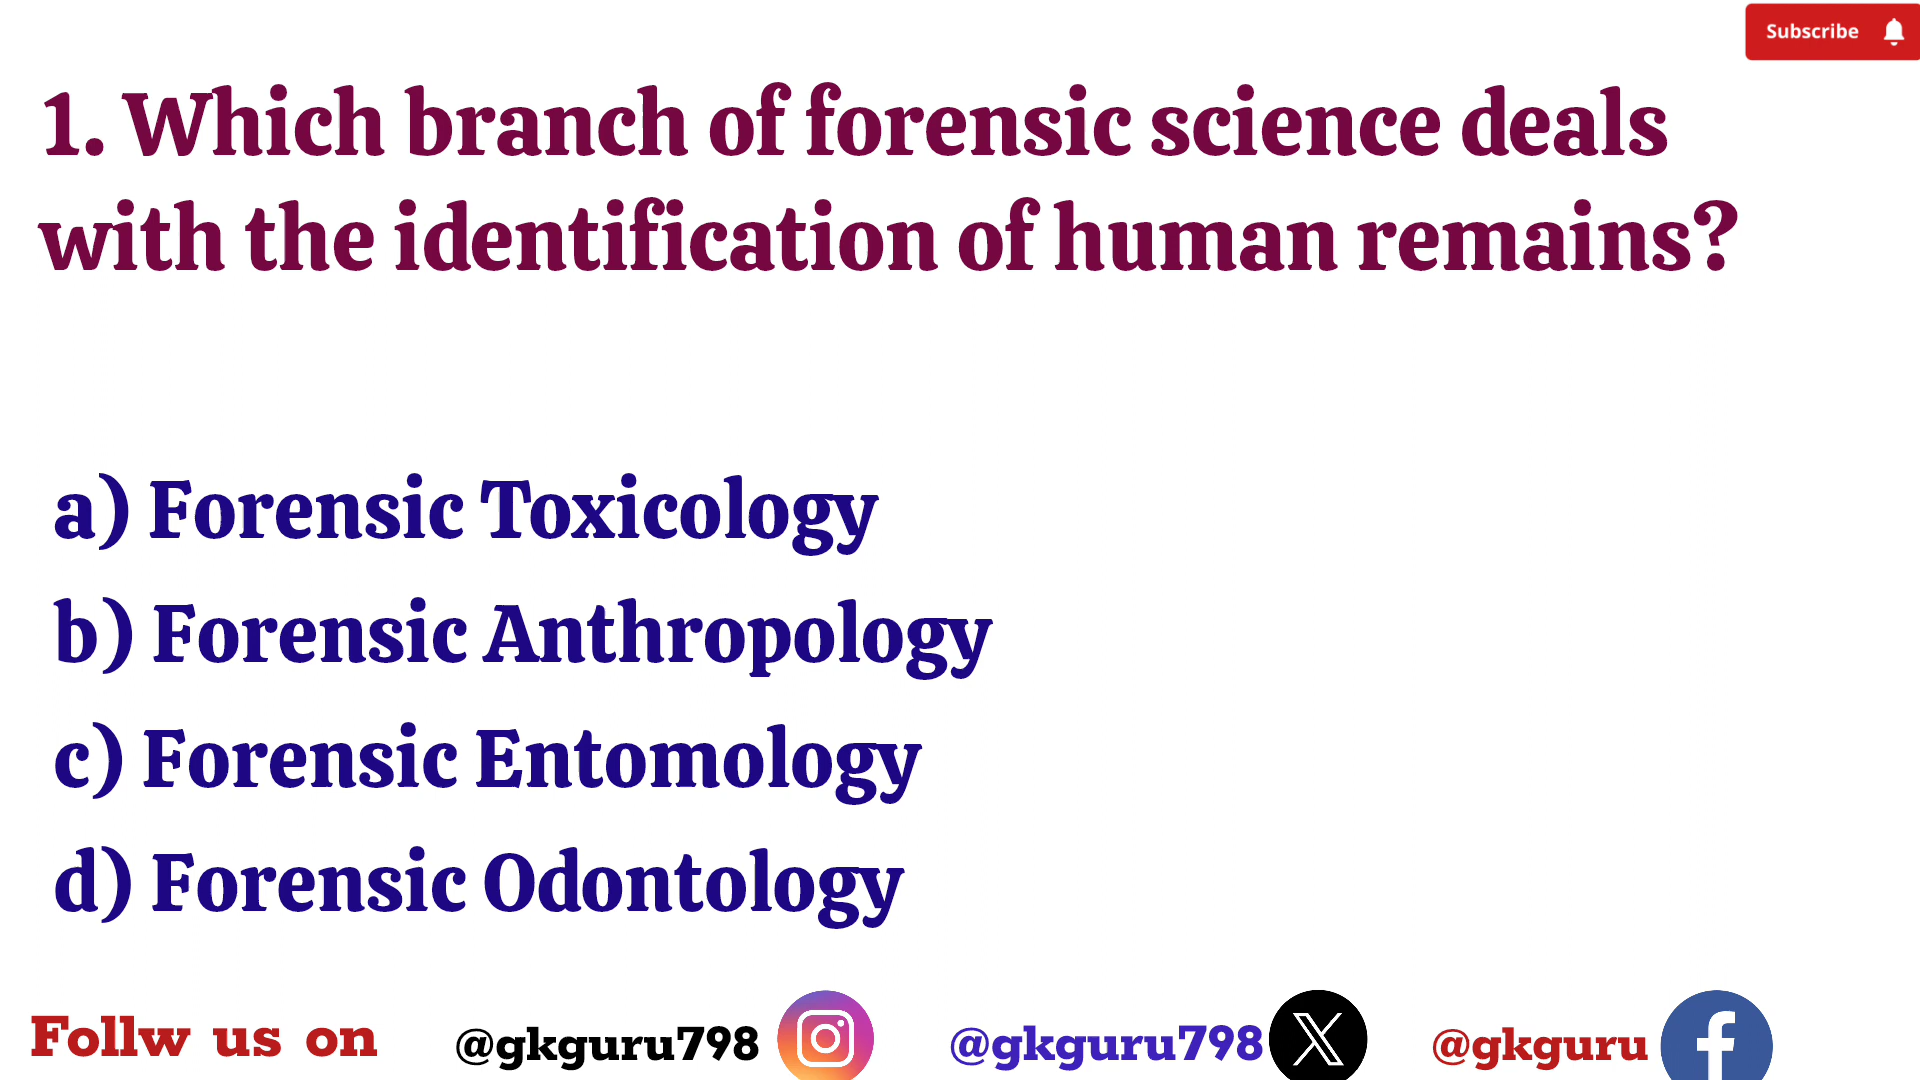 Subscribe
1. Which branch of forensic science deals
with the identification of human remains?
a) Forensic Toxicology
b) Forensic Anthropology
c) Forensic Entomology
d) Forensic Odontology
Follw us on @gkguru798 @gkguru798 @gkguru